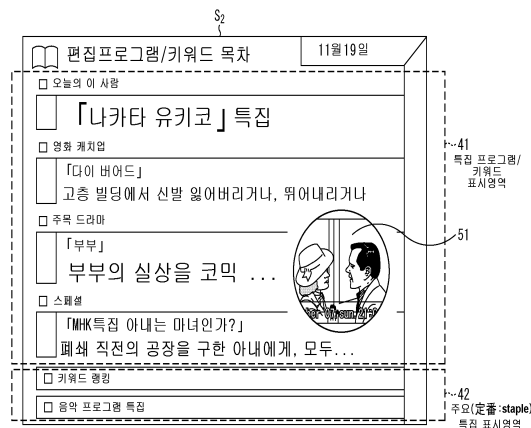 S2
편집프로그램/키워드 목차
11월19일
오늘의 이 사람
「나카타 유키코」특집
영화 캐치업
「다이 버어드」
고층 빌딩에서 신발 잃어버리거나, 뛰어내리거나
주목 드라마
「부부」
부부의 실상을 코믹 ...
스페셜
「MHK특집 아내는 마녀인가?」
폐쇄 직전의 공장을 구한 아내에게, 모두...
키워드 랭킹
음악 프로그램 특집
41
특집 프로그램/
키워드
표시영역
51
42
주요(定番:staple)
특집 표시영역